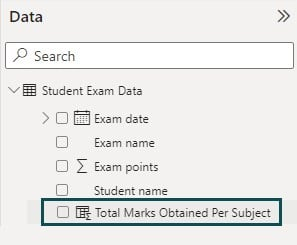 Data
Search
Student Exam Data
Exam date
Exam name
Exam points
Student name
Total Marks Obtained Per Subject